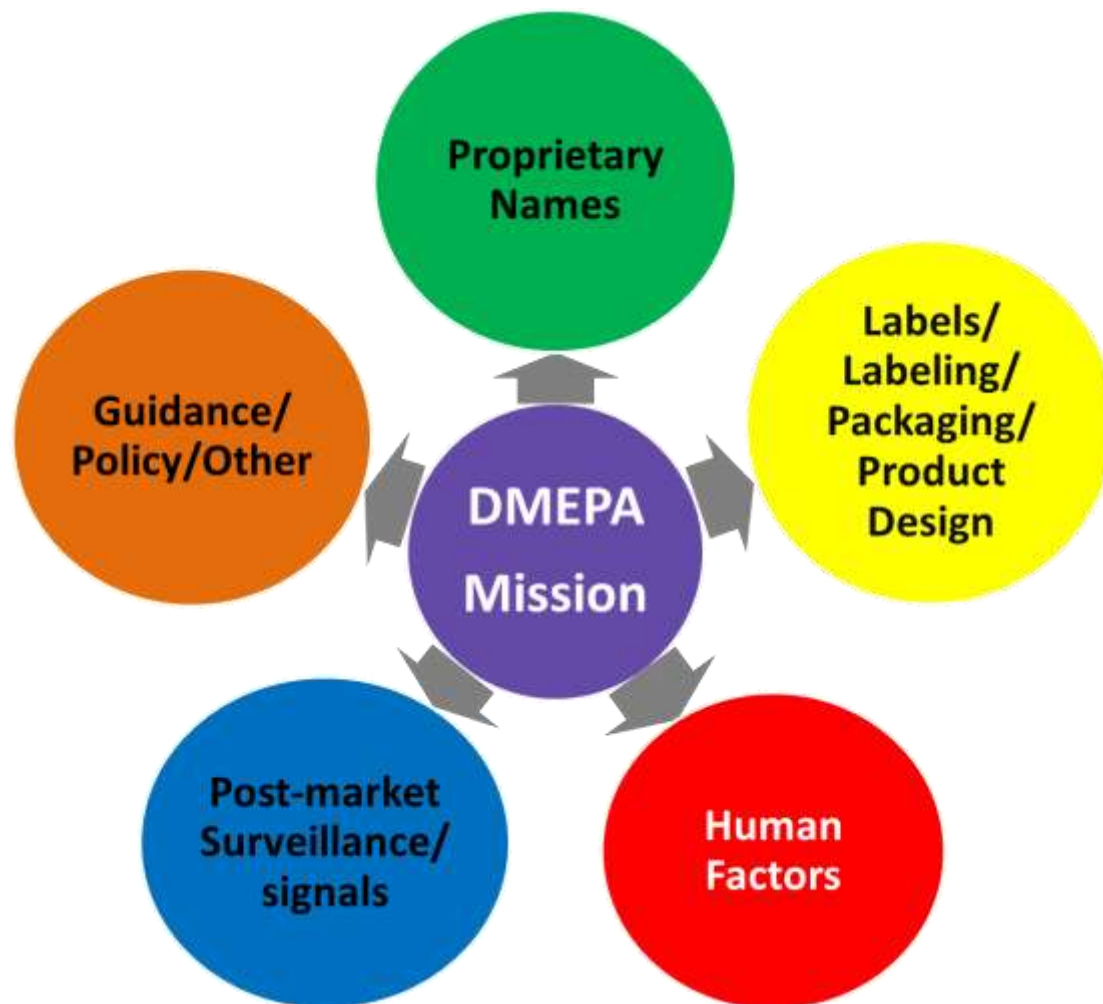 Proprietary
Names
Labels/
Labeling/
Packaging/
Product
Design
Guidance/
Policy/Other
DMEPA
Mission
Post-market
Surveillance/
signals
Human
Factors